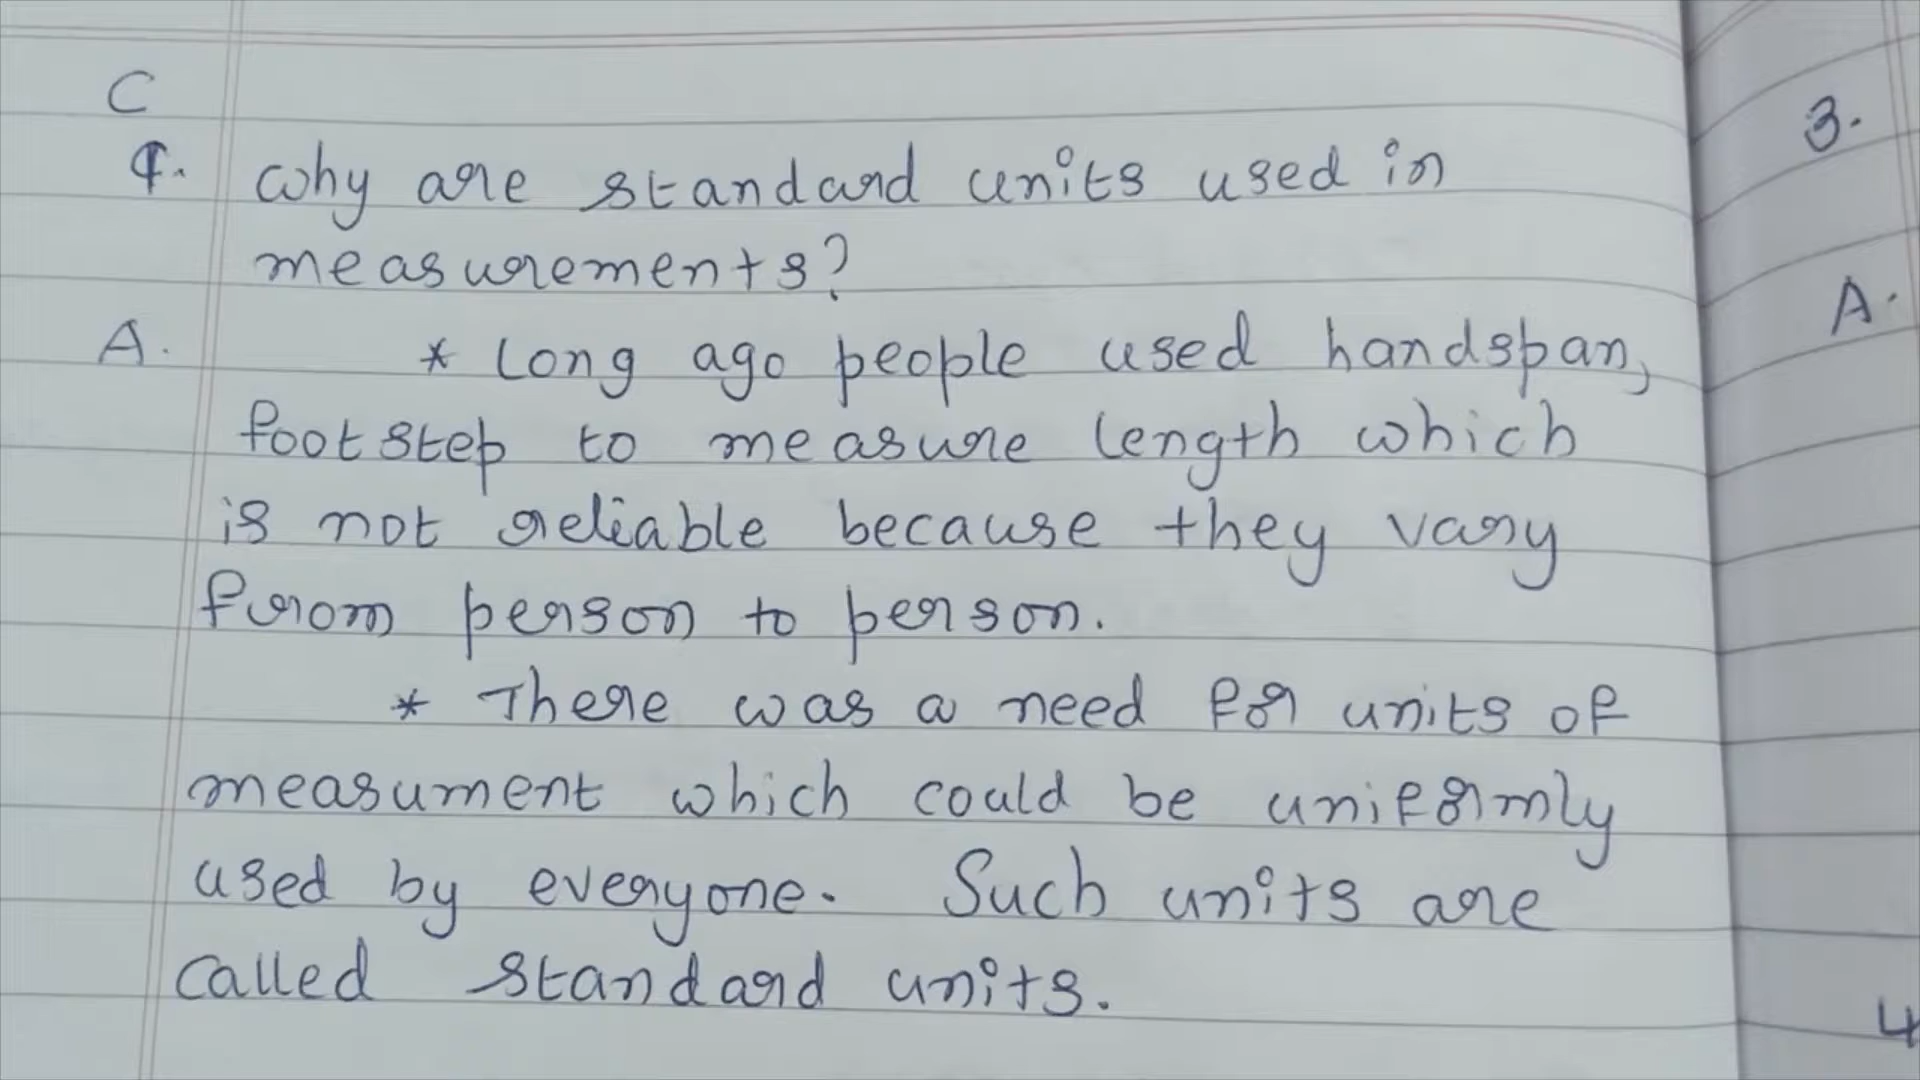 C
1. Why are standard units used in
measurements?
A. * Long ago people used handspan,
footstep to measure length which
is not reliable because they vary
from person to person.
* There was a need for units of
measument which could be uniformly
used by everyone. Such units are
called standard units.
3.
A.
4